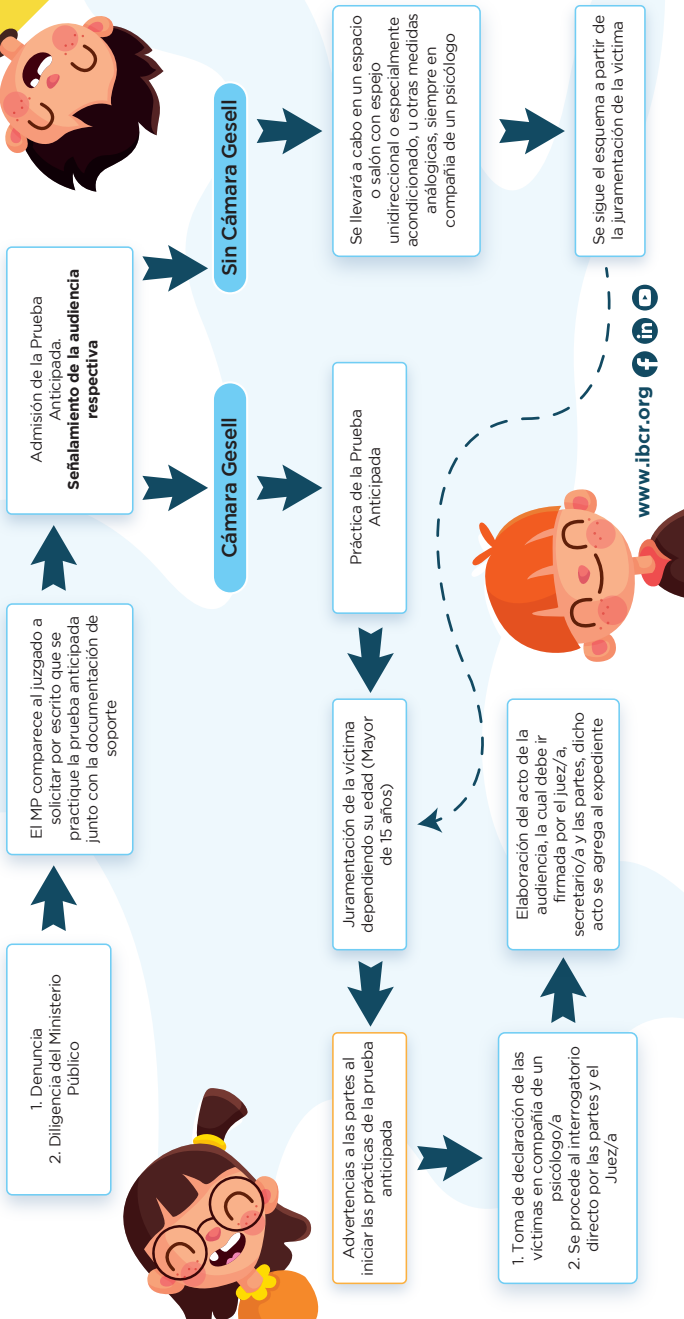 1. Denuncia
2. Diligencia del Ministerio
Público
El MP comparece al juzgado a
solicitar por escrito que se
practique la prueba anticipada
junto con la documentación de
soporte
Admisión de la Prueba
Anticipada.
Señalamiento de la audiencia
respectiva
Cámara Gesell
Sin Cámara Gesell
Práctica de la Prueba
Anticipada
Se llevará a cabo en un espacio
o salón con espejo
unidireccional o especialmente
acondicionado, u otras medidas
análogicas, siempre en
compañia de un psicólogo
Se sigue el esquema a partir de
la juramentación de la victima
Juramentación de la víctima
dependiendo su edad (Mayor
de 15 años)
Advertencias a las partes al
iniciar las prácticas de la prueba
anticipada
1. Toma de declaración de las
víctimas en compañía de un
psicólogo/a
2. Se procede al interrogatorio
directo por las partes y el
Juez/a
Elaboración del acto de la
audiencia, la cual debe ir
firmada por el juez/a,
secretario/a y las partes, dicho
acto se agrega al expediente
www.ibcr.org f in